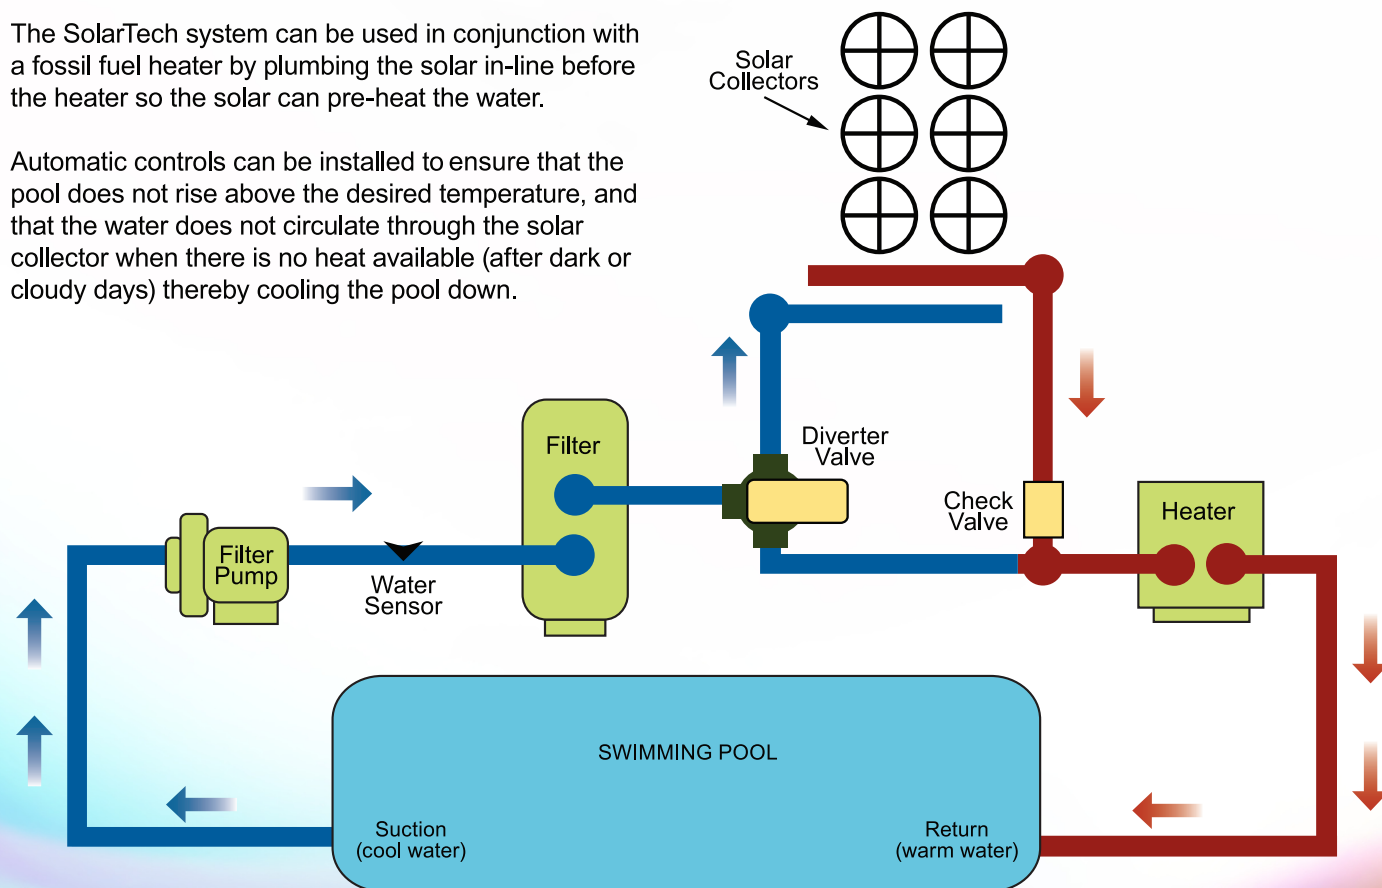 The SolarTech system can be used in conjunction with
a fossil fuel heater by plumbing the solar in-line before
the heater so the solar can pre-heat the water.
Automatic controls can be installed to ensure that the
pool does not rise above the desired temperature, and
that the water does not circulate through the solar
collector when there is no heat available (after dark or
cloudy days) thereby cooling the pool down.
Solar
Collectors
Filter
Diverter
Valve
Check
Valve
Heater
Filter
Pump
Water
Sensor
SWIMMING POOL
Suction
(cool water)
Return
(warm water)